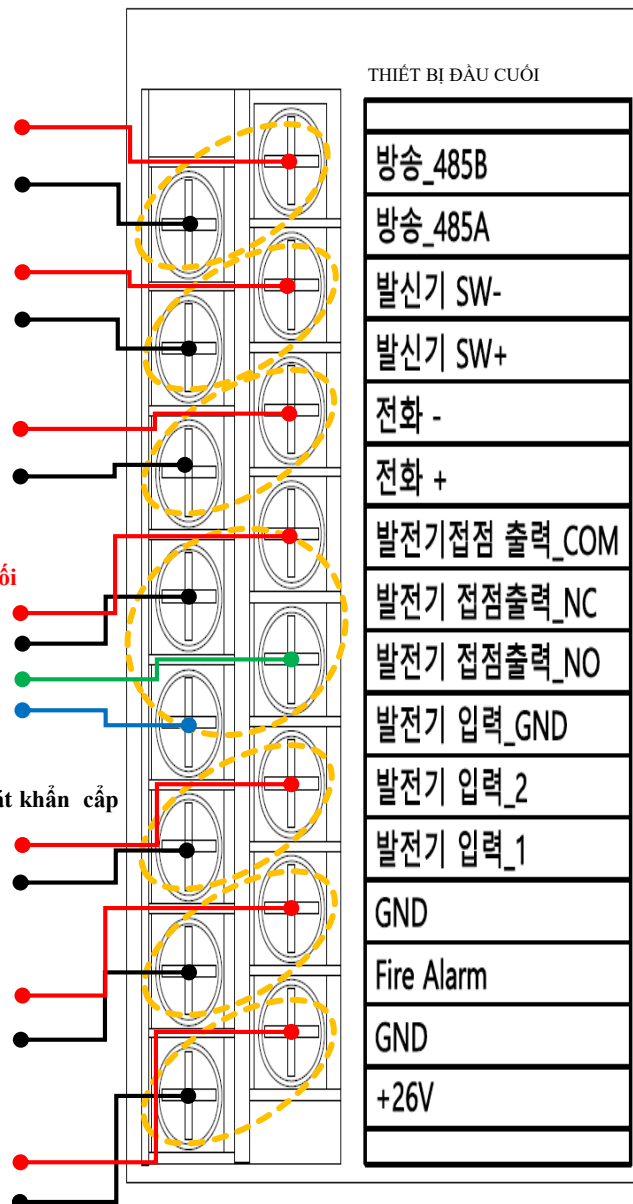 THIẾT BỊ ĐẦU CUỐI
방송_485B
방송_485A
발신기 SW-
발신기 SW+
전화 -
전화 +
발전기접점 출력_COM
발전기 접점출력_NC
발전기 접점출력_NO
발전기 입력_GND
발전기 입력_2
발전기 입력_1
GND
Fire Alarm
GND
+26V
ối
át khẩn cấp